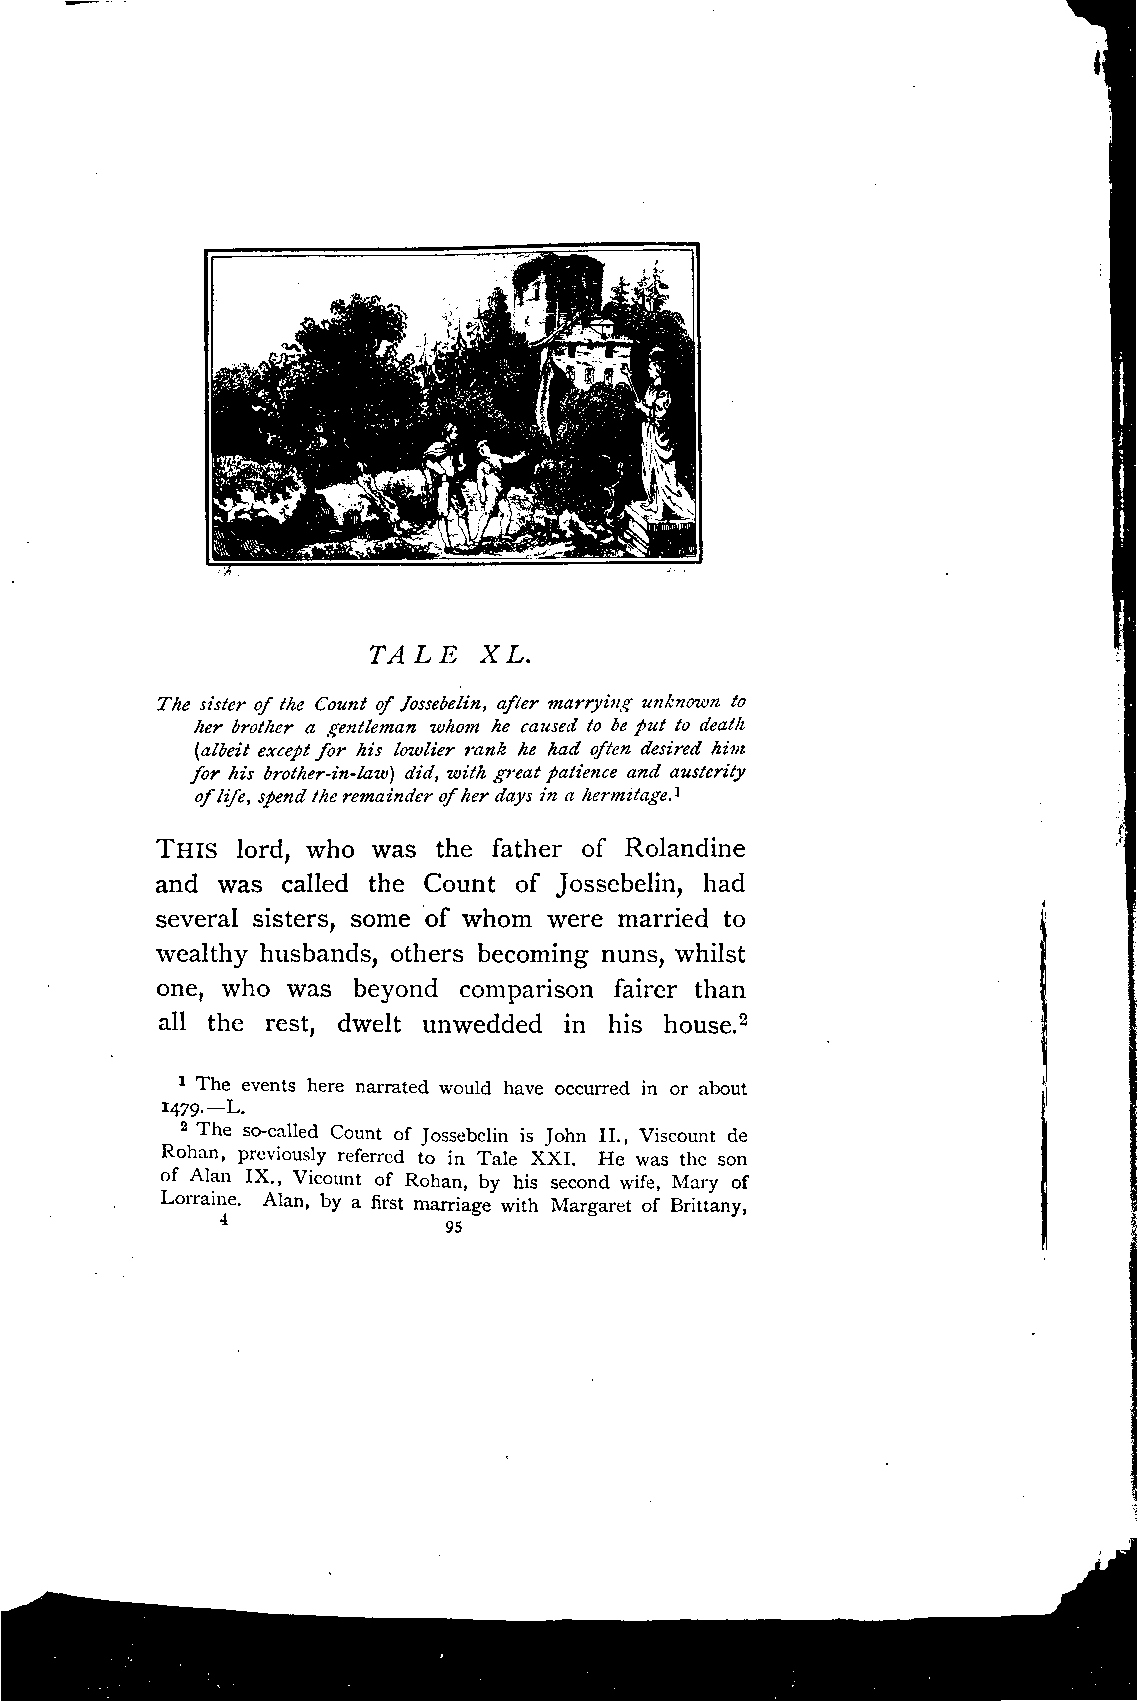 TALE XL.
The sister of the Count of Jossebelin, after marrying unknown to
her brother a gentleman whom he caused to be put to death
(albeit except for his lowlier rank he had often desired him
for his brother-in-law) did, with great patience and austerity
of life, spend the remainder of her days in a hermitage.¹
THIS lord, who was the father of Rolandine
and was called the Count of Jossebelin, had
several sisters, some of whom were married to
wealthy husbands, others becoming nuns, whilst
one, who was beyond comparison fairer than
all the rest, dwelt unwedded in his house.²
¹ The events here narrated would have occurred in or about
1479.—L.
² The so-called Count of Jossebelin is John II., Viscount de
Rohan, previously referred to in Tale XXI. He was the son
of Alan IX., Vicount of Rohan, by his second wife, Mary of
Lorraine. Alan, by a first marriage with Margaret of Brittany,
4 95